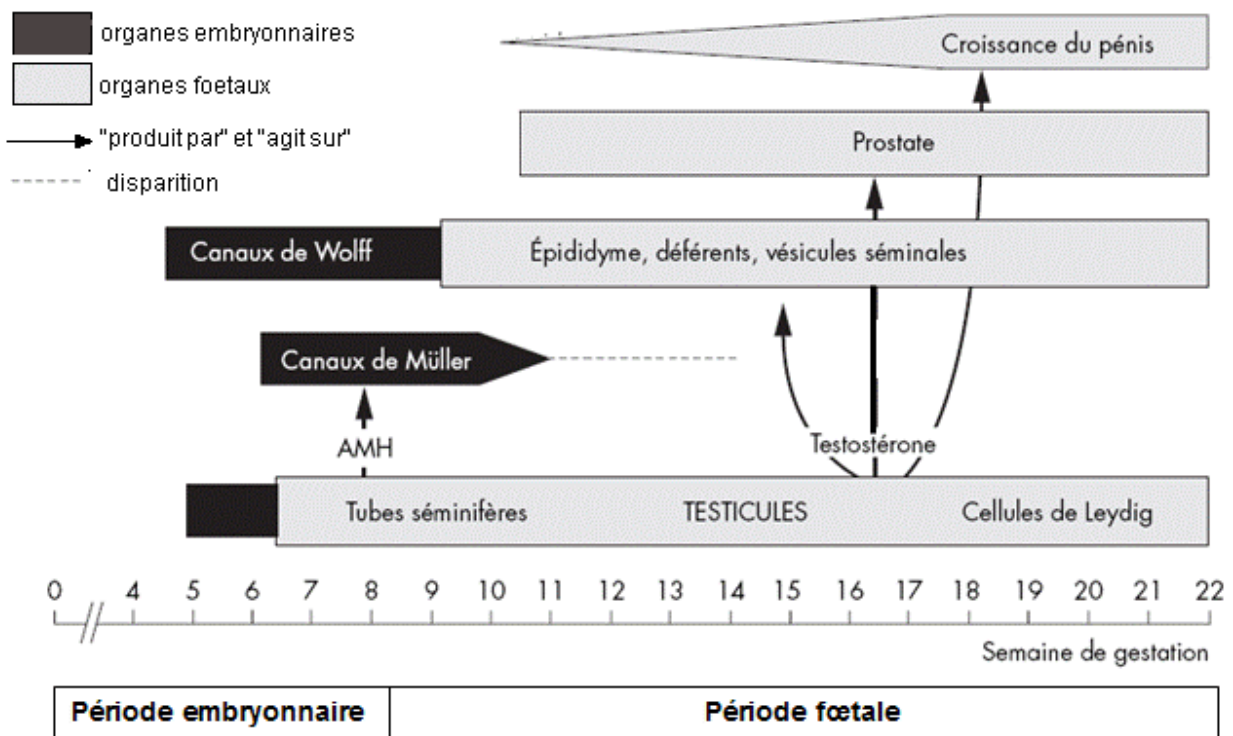 organes embryonnaires
organes foetaux
"produit par" et "agit sur"
disparition
Croissance du pénis
Prostate
Canaux de Wolff
Épididyme, déférents, vésicules séminales
Canaux de Müller
AMH
Testostérone
Tubes séminifères
TESTICULES
Cellules de Leydig
0 4 5 6 7 8 9 10 11 12 13 14 15 16 17 18 19 20 21 22
Semaine de gestation
Période embryonnaire
Période fœtale